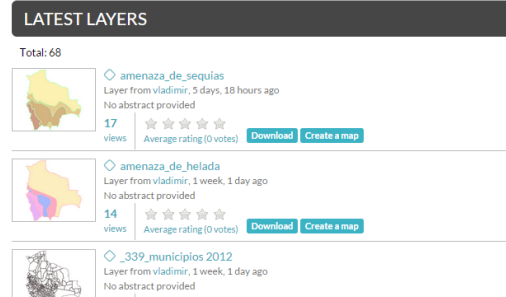 LATEST LAYERS
Total: 68
amenaza_de_sequias
Layer from vladimir, 5 days, 18 hours ago
No abstract provided
17
views
Average rating (0 votes)
Download
Create a map
amenaza_de_helada
Layer from vladimir, 1 week, 1 day ago
No abstract provided
14
views
Average rating (0 votes)
Download
Create a map
_339_municipios 2012
Layer from vladimir, 1 week, 1 day ago
No abstract provided